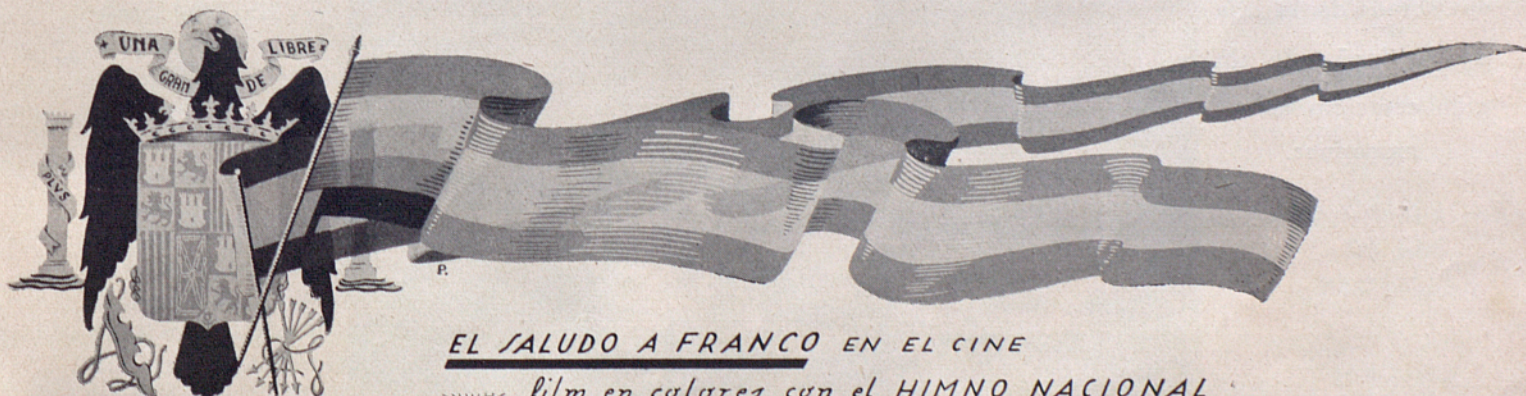 UNA
GRANDE
LIBRE
PLVS
P.
EL SALUDO A FRANCO EN EL CINE
film en colores con el HIMNO NACIONAL